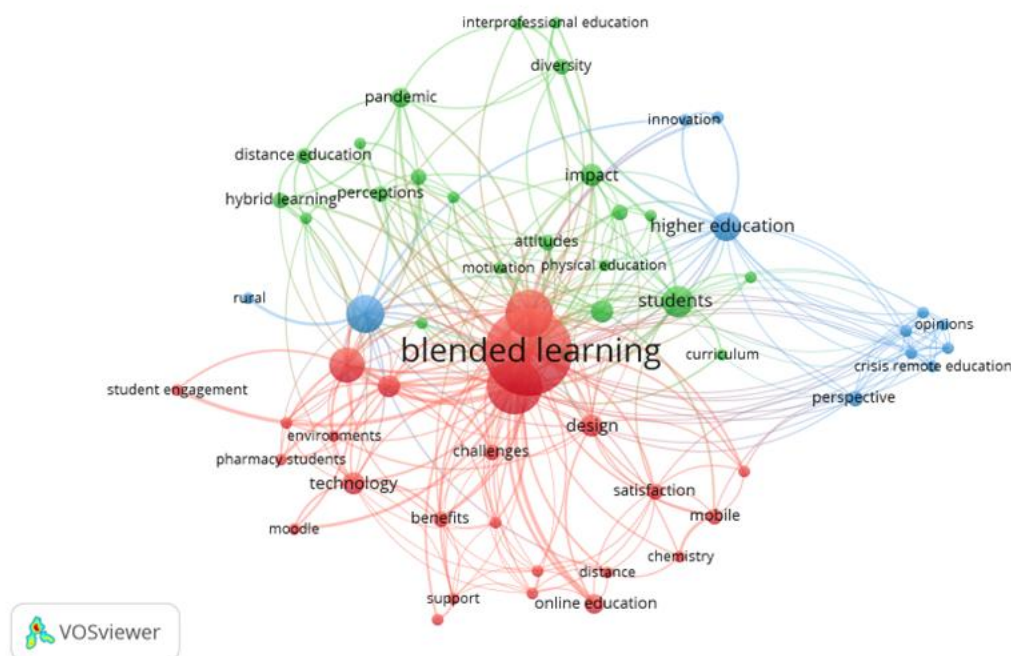 interprofessional education
diversity
pandemic
innovation
distance education
impact
hybrid learning
perceptions
higher education
attitudes
motivation
physical education
rural
students
opinions
blended learning
curriculum
crisis remote education
student engagement
perspective
design
environments
challenges
pharmacy students
technology
satisfaction
benefits
mobile
moodle
chemistry
distance
support
online education
VOSviewer